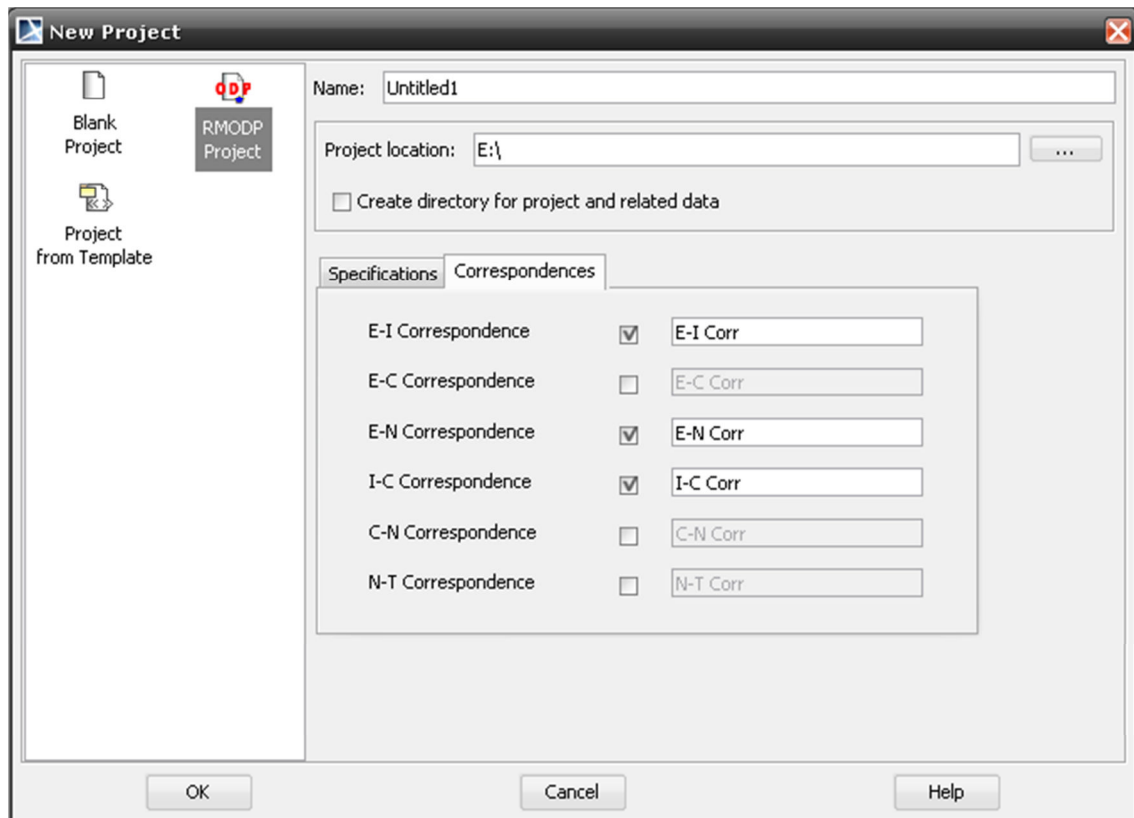 New Project
Blank
Project
ODP
RMODP
Project
Project
from Template
Name: Untitled1
Project location: E:\ ...
Create directory for project and related data
Specifications Correspondences
E-I Correspondence E-I Corr
E-C Correspondence E-C Corr
E-N Correspondence E-N Corr
I-C Correspondence I-C Corr
C-N Correspondence C-N Corr
N-T Correspondence N-T Corr
OK Cancel Help